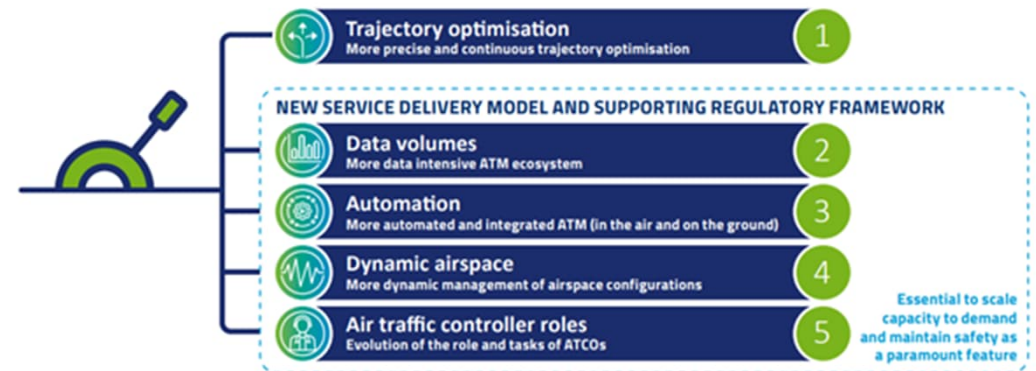 Trajectory optimisation
More precise and continuous trajectory optimisation
1
NEW SERVICE DELIVERY MODEL AND SUPPORTING REGULATORY FRAMEWORK
Data volumes
More data intensive ATM ecosystem
2
Automation
More automated and integrated ATM (in the air and on the ground)
3
Dynamic airspace
More dynamic management of airspace configurations
4
Air traffic controller roles
Evolution of the role and tasks of ATCOs
5
Essential to scale
capacity to demand
and maintain safety as
a paramount feature